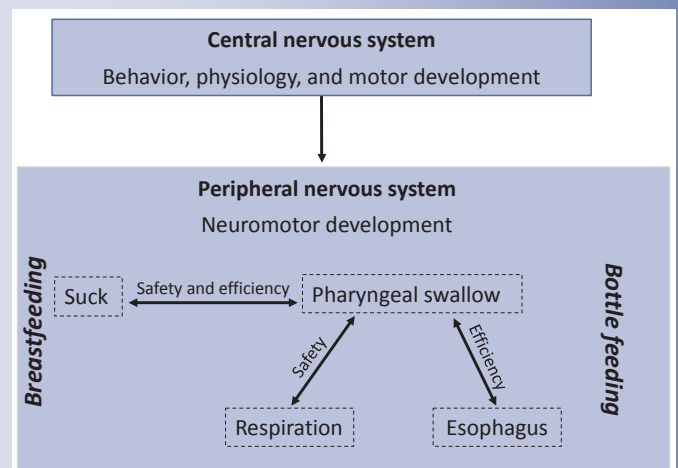 Central nervous system
Behavior, physiology, and motor development
Peripheral nervous system
Neuromotor development
Breastfeeding
Suck
Safety and efficiency
Pharyngeal swallow
Bottle feeding
Safety
Efficiency
Respiration
Esophagus